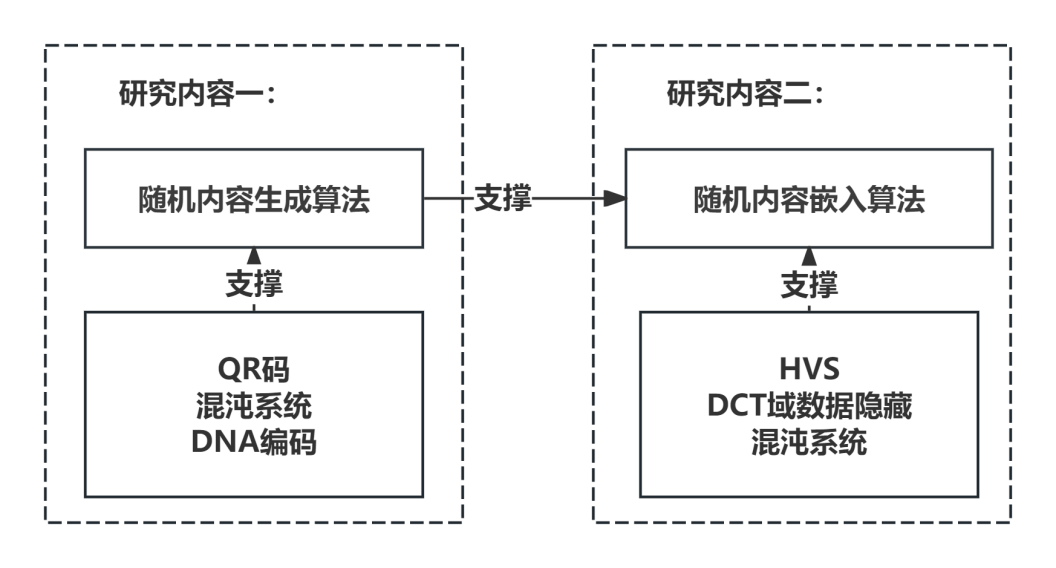 研究内容一：
随机内容生成算法
支撑
QR码
混沌系统
DNA编码
支撑
研究内容二：
随机内容嵌入算法
支撑
HVS
DCT域数据隐藏
混沌系统